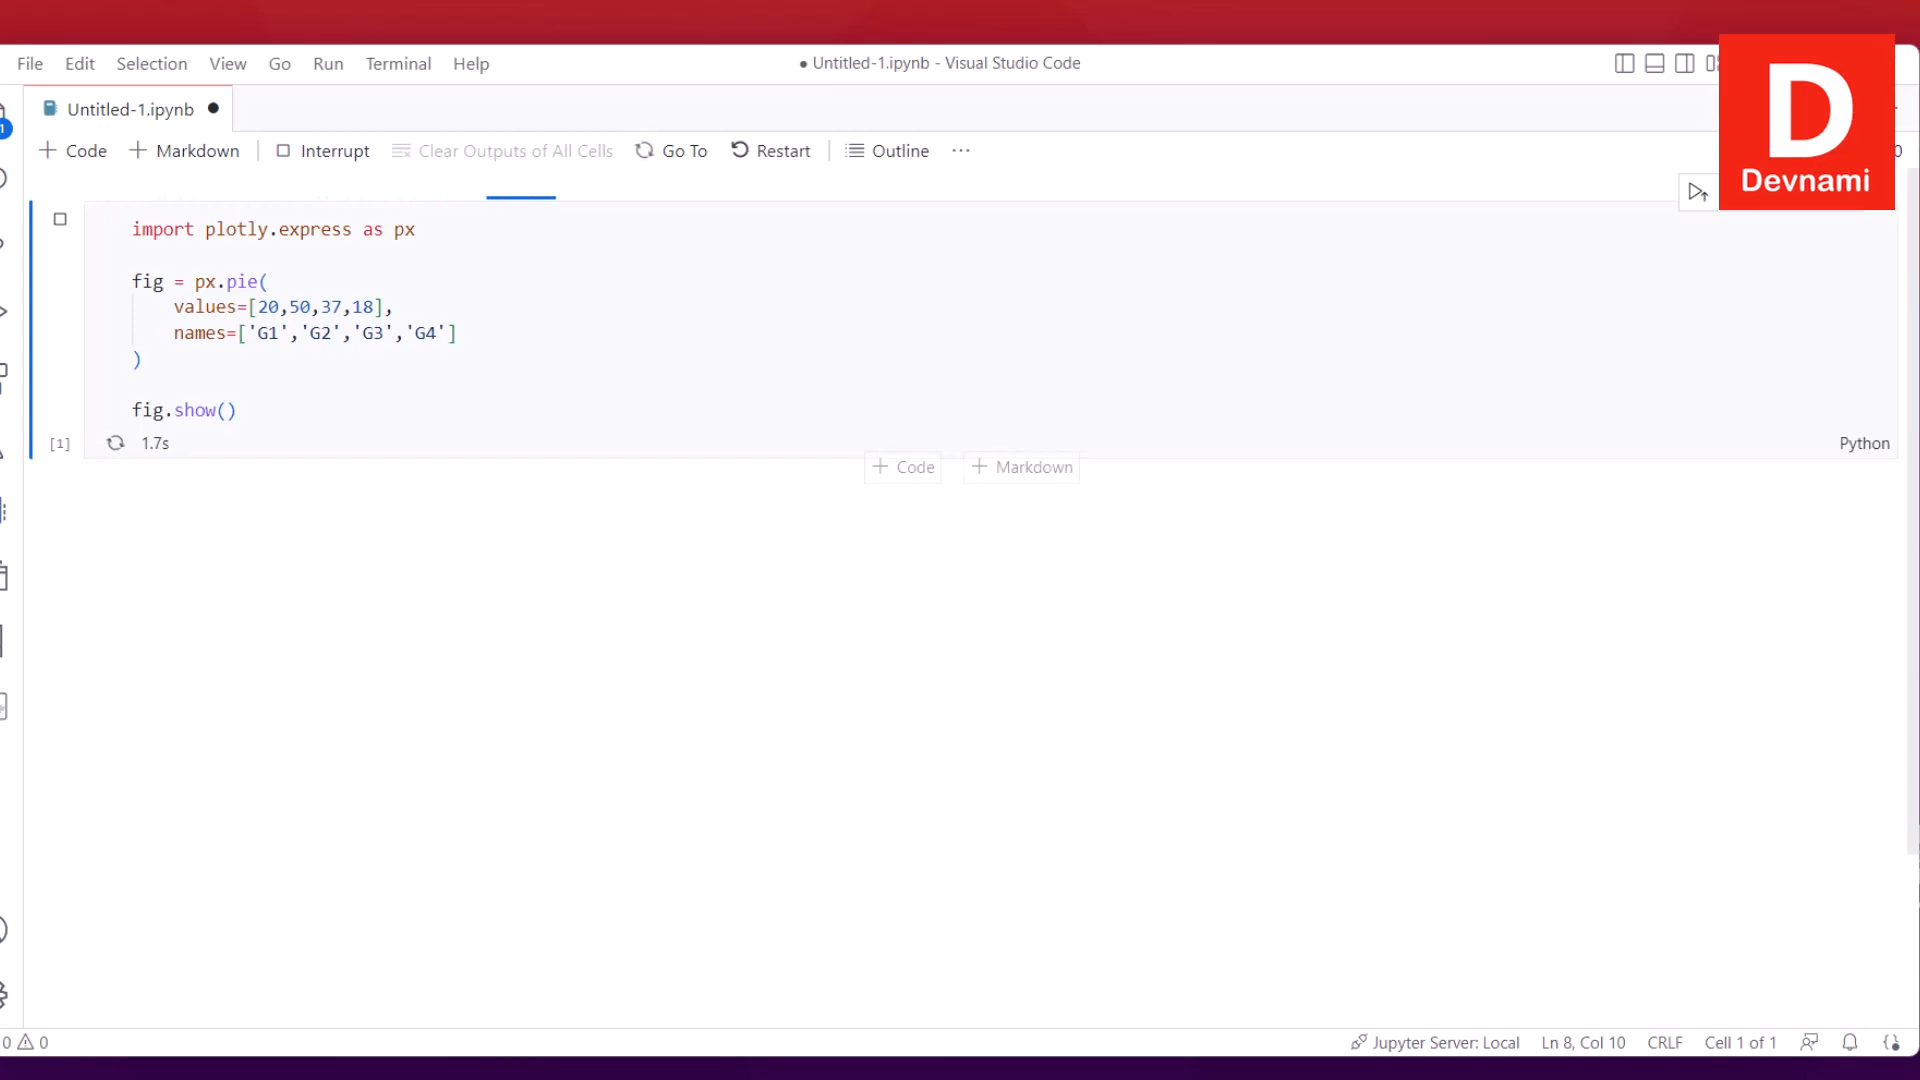 File Edit Selection View Go Run Terminal Help
● Untitled-1.ipynb - Visual Studio Code
D
Devnami
1
Untitled-1.ipynb ●
+ Code + Markdown Interrupt Clear Outputs of All Cells Go To Restart Outline ···
import plotly.express as px
fig = px.pie(
values=[20,50,37,18],
names=['G1','G2','G3','G4']
)
fig.show()
[1] 1.7s Python
+ Code + Markdown
0 0 Jupyter Server: Local Ln 8, Col 10 CRLF Cell 1 of 1